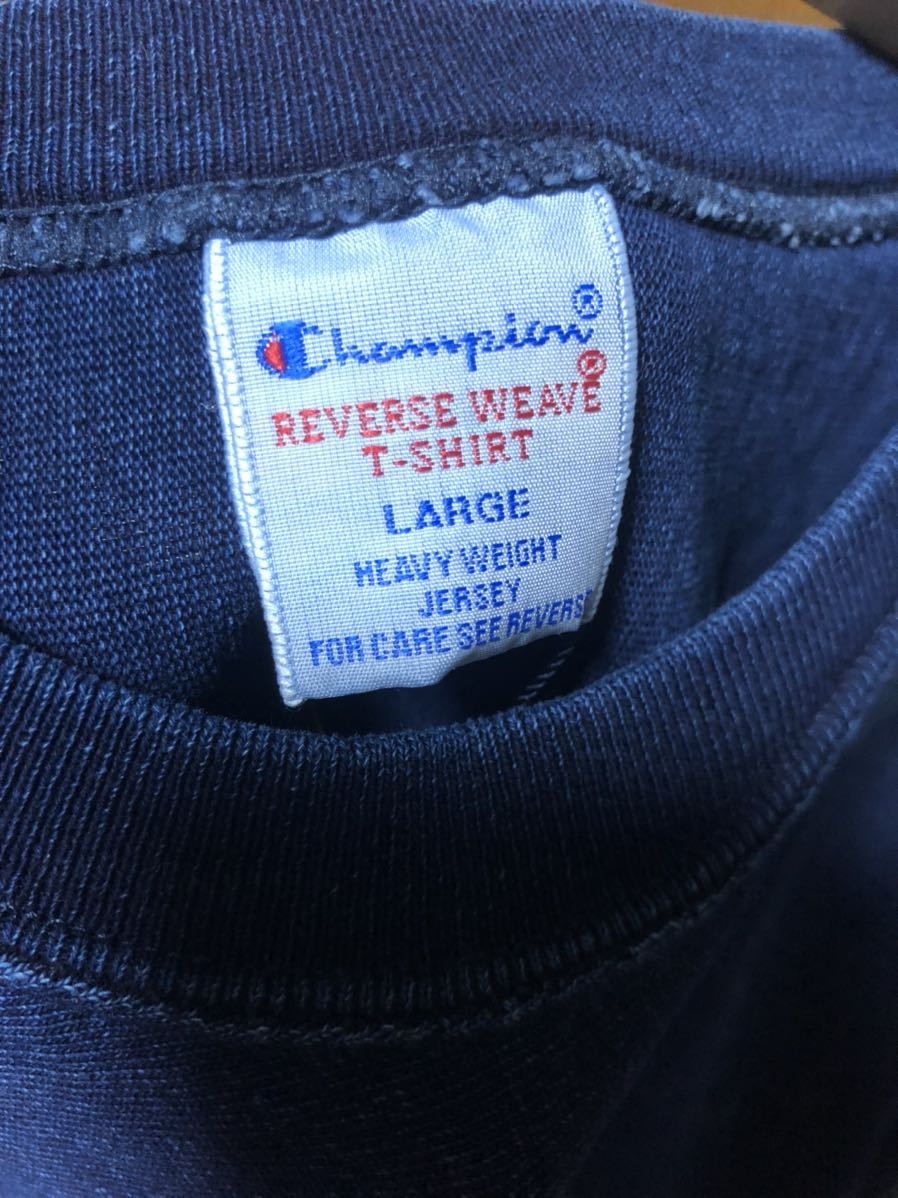 Champion®
REVERSE WEAVE®
T-SHIRT
LARGE
HEAVY WEIGHT
JERSEY
FOR CARE SEE REVERSE